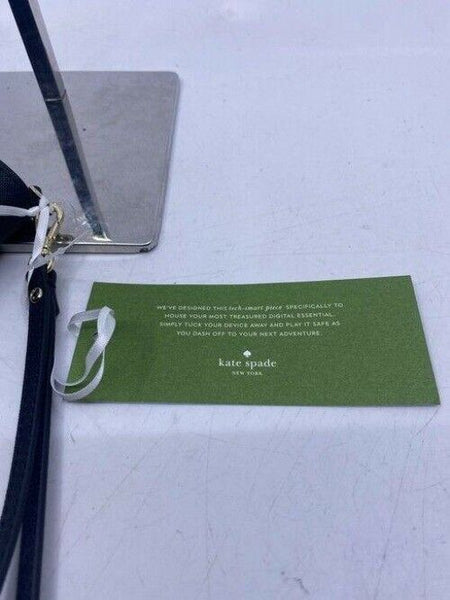 WE'VE DESIGNED THIS tech-smart piece SPECIFICALLY TO
HOUSE YOUR MOST TREASURED DIGITAL ESSENTIAL.
SIMPLY TUCK YOUR DEVICE AWAY AND PLAY IT SAFE AS
YOU DASH OFF TO YOUR NEXT ADVENTURE.
kate spade
NEW YORK